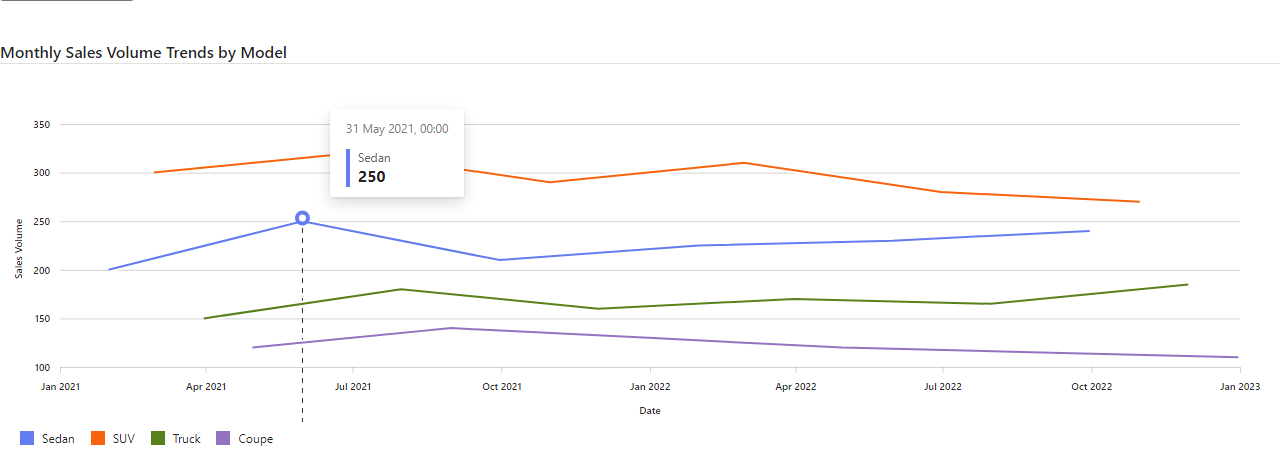 Monthly Sales Volume Trends by Model
31 May 2021, 00:00
Sedan
250
350
300
250
200
150
100
Sales Volume
Jan 2021 Apr 2021 Jul 2021 Oct 2021 Jan 2022 Apr 2022 Jul 2022 Oct 2022 Jan 2023
Date
Sedan SUV Truck Coupe